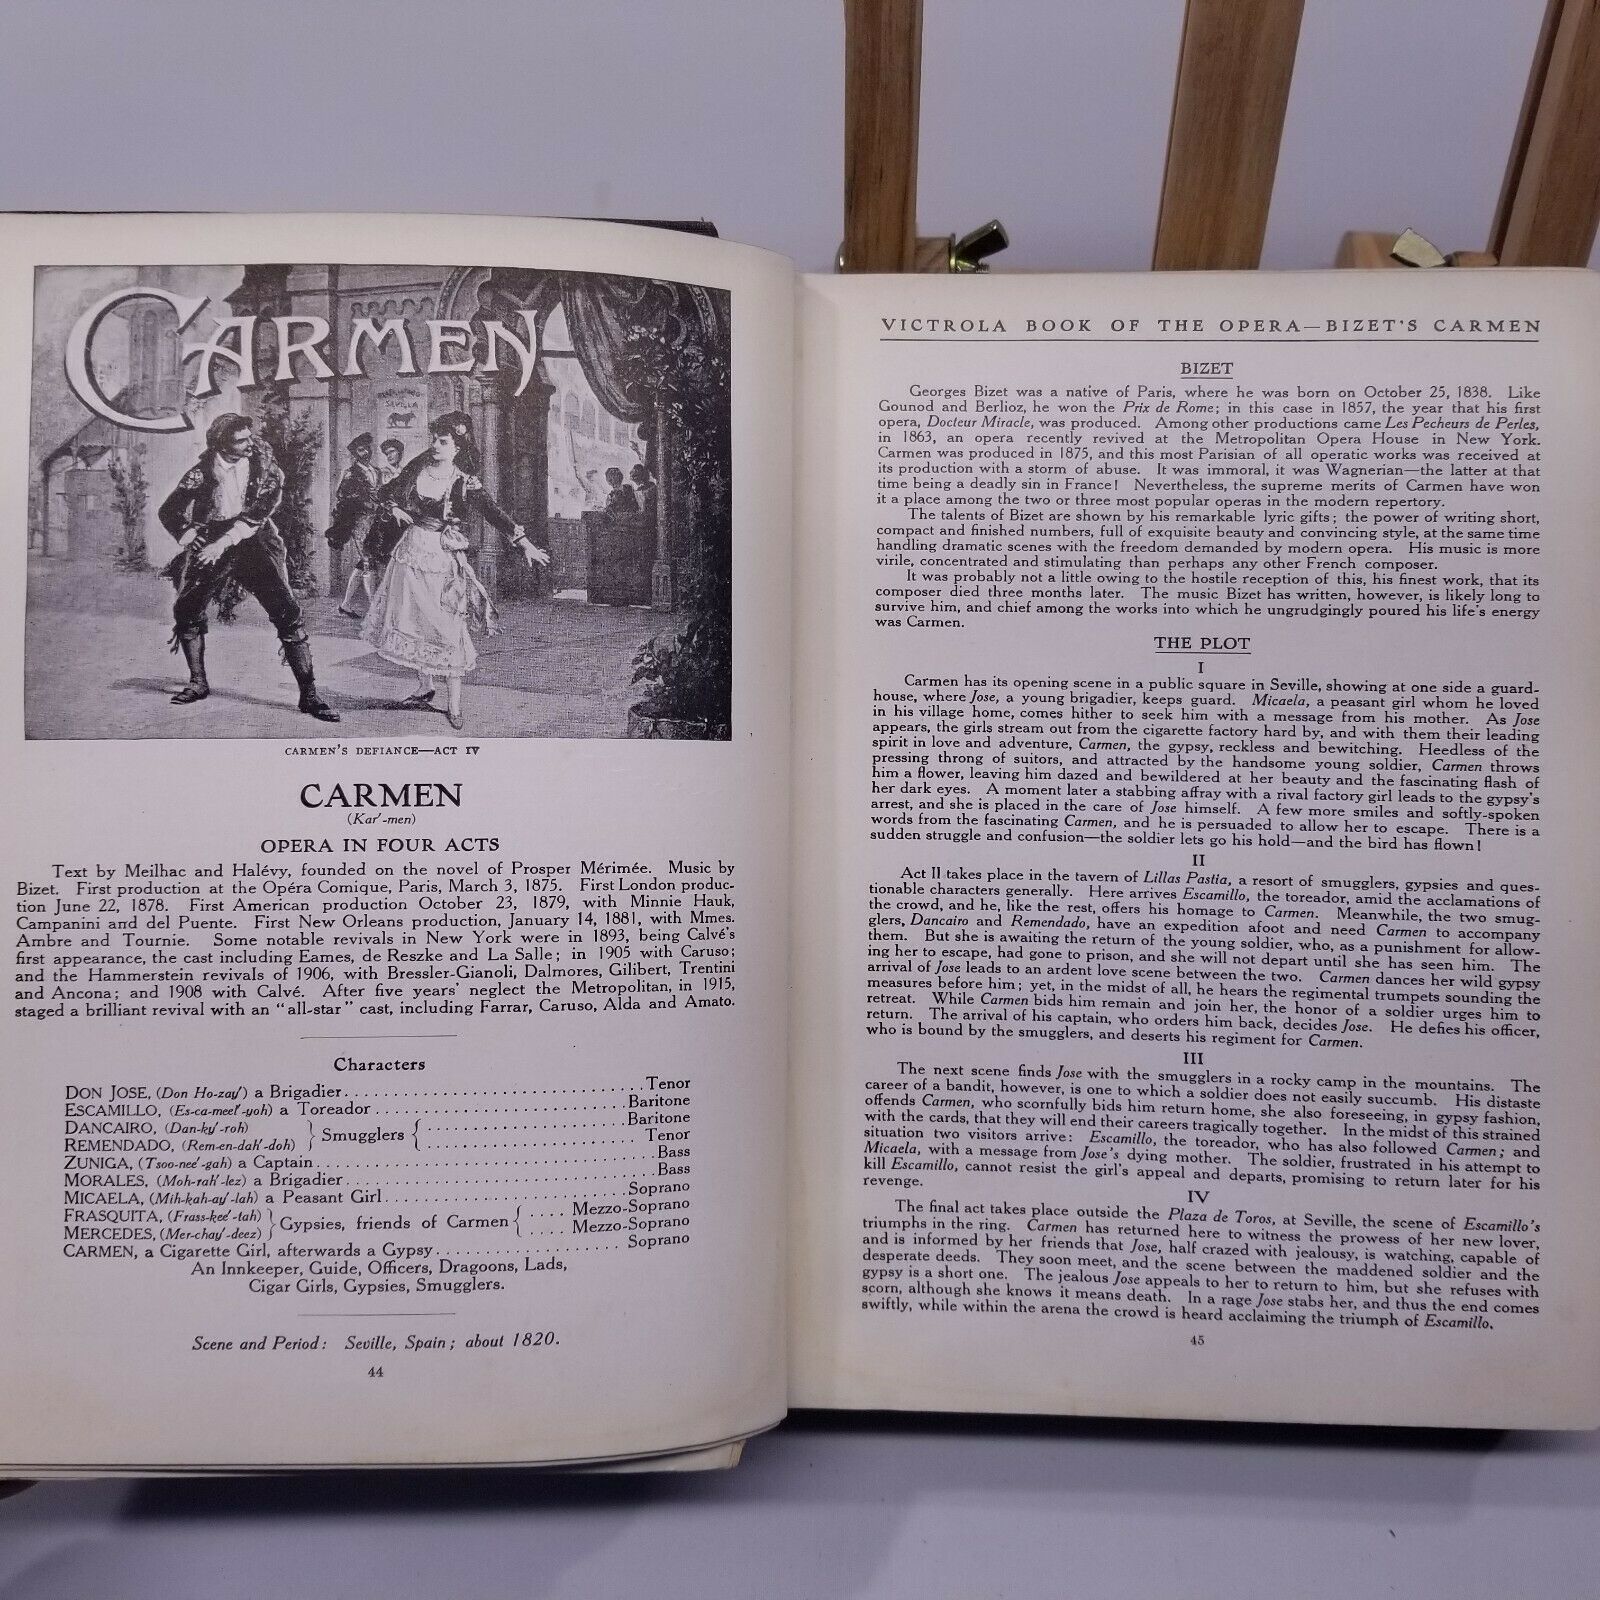 CARMEN
SEVILLA
CARMEN'S DEFIANCE—ACT IV
CARMEN
(Kar'-men)
OPERA IN FOUR ACTS
Text by Meilhac and Halévy, founded on the novel of Prosper Mérimée. Music by
Bizet. First production at the Opéra Comique, Paris, March 3, 1875. First London produc-
tion June 22, 1878. First American production October 23, 1879, with Minnie Hauk,
Campanini and del Puente. First New Orleans production, January 14, 1881, with Mmes.
Ambre and Tournie. Some notable revivals in New York were in 1893, being Calvé's
first appearance, the cast including Eames, de Reszke and La Salle; in 1905 with Caruso;
and the Hammerstein revivals of 1906, with Bressler-Gianoli, Dalmores, Gilibert, Trentini
and Ancona; and 1908 with Calvé. After five years' neglect the Metropolitan, in 1915,
staged a brilliant revival with an "all-star" cast, including Farrar, Caruso, Alda and Amato.
Characters
DON JOSE, (Don Ho-zay') a Brigadier . . . . . . . . . . . . Tenor
ESCAMILLO, (Es-ca-meel'-yoh) a Toreador . . . . . . . . . . . . Baritone
DANCAIRO, (Dan-ky'-roh) } Smugglers { . . . . . . . . . . . . Baritone
REMENDADO, (Rem-en-dah'-doh) . . . . . . . . . . . . Tenor
ZUNIGA, (Tsoo-nee'-gah) a Captain . . . . . . . . . . . . Bass
MORALES, (Moh-rah'-lez) a Brigadier . . . . . . . . . . . . Bass
MICAELA, (Mih-kah-ay'-lah) a Peasant Girl . . . . . . . . . . . . Soprano
FRASQUITA, (Frass-kee'-tah) } Gypsies, friends of Carmen { . . . . Mezzo-Soprano
MERCEDES, (Mer-chay'-deez) . . . . Mezzo-Soprano
CARMEN, a Cigarette Girl, afterwards a Gypsy . . . . . . . . . . . . Soprano
An Innkeeper, Guide, Officers, Dragoons, Lads,
Cigar Girls, Gypsies, Smugglers.
Scene and Period: Seville, Spain; about 1820.
44
VICTROLA BOOK OF THE OPERA—BIZET'S CARMEN
BIZET
Georges Bizet was a native of Paris, where he was born on October 25, 1838. Like
Gounod and Berlioz, he won the Prix de Rome; in this case in 1857, the year that his first
opera, Docteur Miracle, was produced. Among other productions came Les Pecheurs de Perles,
in 1863, an opera recently revived at the Metropolitan Opera House in New York.
Carmen was produced in 1875, and this most Parisian of all operatic works was received at
its production with a storm of abuse. It was immoral, it was Wagnerian—the latter at that
time being a deadly sin in France! Nevertheless, the supreme merits of Carmen have won
it a place among the two or three most popular operas in the modern repertory.
The talents of Bizet are shown by his remarkable lyric gifts; the power of writing short,
compact and finished numbers, full of exquisite beauty and convincing style, at the same time
handling dramatic scenes with the freedom demanded by modern opera. His music is more
virile, concentrated and stimulating than perhaps any other French composer.
It was probably not a little owing to the hostile reception of this, his finest work, that its
composer died three months later. The music Bizet has written, however, is likely long to
survive him, and chief among the works into which he ungrudgingly poured his life's energy
was Carmen.
THE PLOT
I
Carmen has its opening scene in a public square in Seville, showing at one side a guard-
house, where Jose, a young brigadier, keeps guard. Micaela, a peasant girl whom he loved
in his village home, comes hither to seek him with a message from his mother. As Jose
appears, the girls stream out from the cigarette factory hard by, and with them their leading
spirit in love and adventure, Carmen, the gypsy, reckless and bewitching. Heedless of the
pressing throng of suitors, and attracted by the handsome young soldier, Carmen throws
him a flower, leaving him dazed and bewildered at her beauty and the fascinating flash of
her dark eyes. A moment later a stabbing affray with a rival factory girl leads to the gypsy's
arrest, and she is placed in the care of Jose himself. A few more smiles and softly-spoken
words from the fascinating Carmen, and he is persuaded to allow her to escape. There is a
sudden struggle and confusion—the soldier lets go his hold—and the bird has flown!
II
Act II takes place in the tavern of Lillas Pastia, a resort of smugglers, gypsies and ques-
tionable characters generally. Here arrives Escamillo, the toreador, amid the acclamations of
the crowd, and he, like the rest, offers his homage to Carmen. Meanwhile, the two smug-
glers, Dancairo and Remendado, have an expedition afoot and need Carmen to accompany
them. But she is awaiting the return of the young soldier, who, as a punishment for allow-
ing her to escape, had gone to prison, and she will not depart until she has seen him. The
arrival of Jose leads to an ardent love scene between the two. Carmen dances her wild gypsy
measures before him; yet, in the midst of all, he hears the regimental trumpets sounding the
retreat. While Carmen bids him remain and join her, the honor of a soldier urges him to
return. The arrival of his captain, who orders him back, decides Jose. He defies his officer,
who is bound by the smugglers, and deserts his regiment for Carmen.
III
The next scene finds Jose with the smugglers in a rocky camp in the mountains. The
career of a bandit, however, is one to which a soldier does not easily succumb. His distaste
offends Carmen, who scornfully bids him return home, she also foreseeing, in gypsy fashion,
with the cards, that they will end their careers tragically together. In the midst of this strained
situation two visitors arrive: Escamillo, the toreador, who has also followed Carmen; and
Micaela, with a message from Jose's dying mother. The soldier, frustrated in his attempt to
kill Escamillo, cannot resist the girl's appeal and departs, promising to return later for his
revenge.
IV
The final act takes place outside the Plaza de Toros, at Seville, the scene of Escamillo's
triumphs in the ring. Carmen has returned here to witness the prowess of her new lover,
and is informed by her friends that Jose, half crazed with jealousy, is watching, capable of
desperate deeds. They soon meet, and the scene between the maddened soldier and the
gypsy is a short one. The jealous Jose appeals to her to return to him, but she refuses with
scorn, although she knows it means death. In a rage Jose stabs her, and thus the end comes
swiftly, while within the arena the crowd is heard acclaiming the triumph of Escamillo.
45